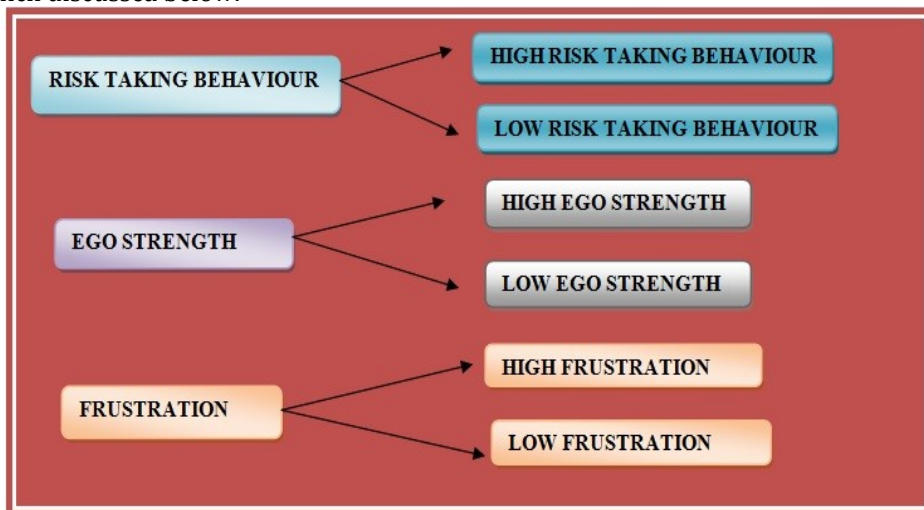 RISK TAKING BEHAVIOUR
HIGH RISK TAKING BEHAVIOUR
LOW RISK TAKING BEHAVIOUR
EGO STRENGTH
HIGH EGO STRENGTH
LOW EGO STRENGTH
FRUSTRATION
HIGH FRUSTRATION
LOW FRUSTRATION